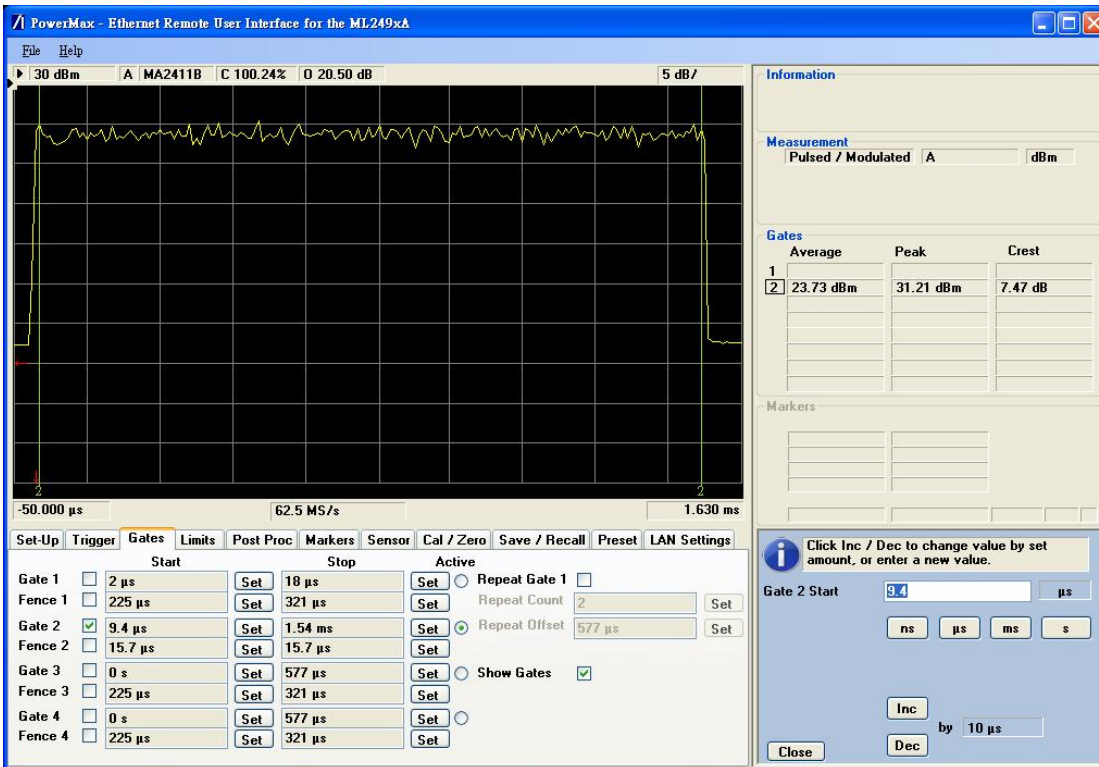 PowerMax - Ethernet Remote User Interface for the ML249xA
File Help
30 dBm A MA2411B C 100.24% O 20.50 dB 5 dB/
2 2
-50.000 µs 62.5 MS/s 1.630 ms
Information
Measurement
Pulsed / Modulated A dBm
Gates
Average Peak Crest
1
2 23.73 dBm 31.21 dBm 7.47 dB
Markers
Set-Up Trigger Gates Limits Post Proc Markers Sensor Cal / Zero Save / Recall Preset LAN Settings
Start Stop Active
Gate 1 2 µs Set 18 µs Set Repeat Gate 1
Fence 1 225 µs Set 321 µs Set Repeat Count 2 Set
Gate 2 9.4 µs Set 1.54 ms Set Repeat Offset 577 µs Set
Fence 2 15.7 µs Set 15.7 µs Set
Gate 3 0 s Set 577 µs Set Show Gates
Fence 3 225 µs Set 321 µs Set
Gate 4 0 s Set 577 µs Set
Fence 4 225 µs Set 321 µs Set
Click Inc / Dec to change value by set
amount, or enter a new value.
Gate 2 Start 9.4 µs
ns µs ms s
Inc
by 10 µs
Close Dec